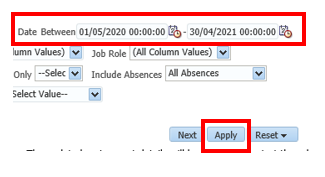 Date Between 01/05/2020 00:00:00 - 30/04/2021 00:00:00
Column Values) Job Role (All Column Values)
Only --Selec Include Absences All Absences
Select Value--
Next Apply Reset